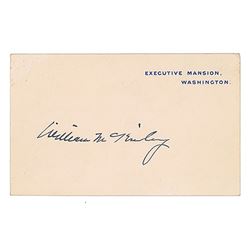 EXECUTIVE MANSION,
WASHINGTON.
William McKinley